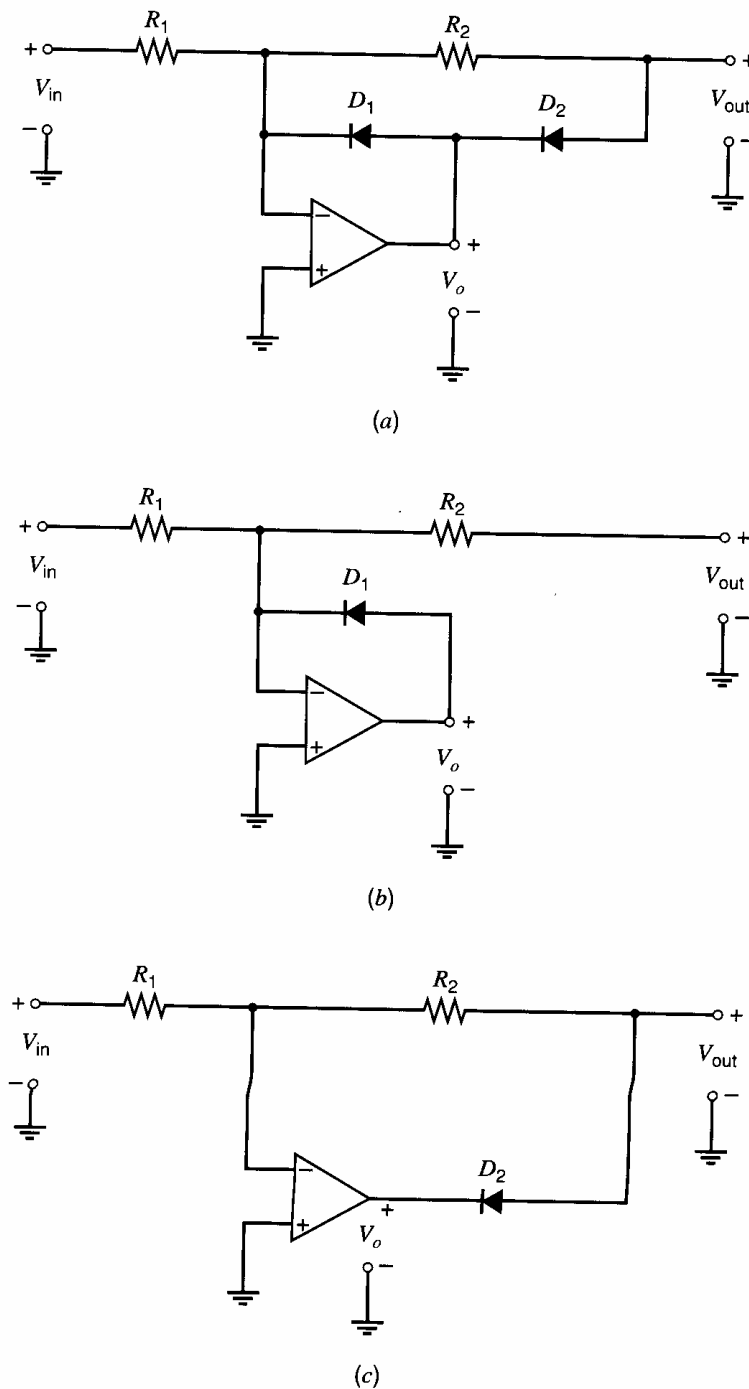 R1
R2
+
+
Vin
D1
D2
Vout
−
−
−
+
+
Vo
−
(a)
R1
R2
+
+
Vin
D1
Vout
−
−
−
+
+
Vo
−
(b)
R1
R2
+
+
Vin
Vout
−
−
−
D2
+
+
Vo
−
(c)